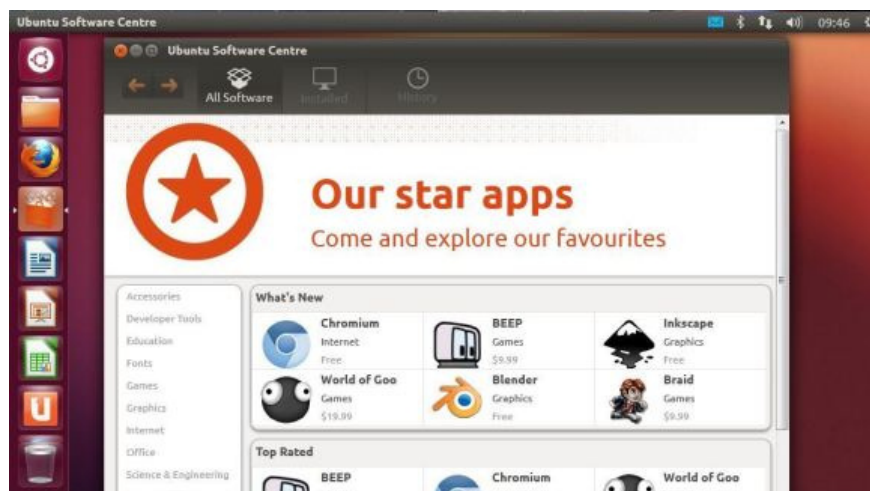 Ubuntu Software Centre
09:46
Ubuntu Software Centre
All Software
Installed
History
Our star apps
Come and explore our favourites
Accessories
Developer Tools
Education
Fonts
Games
Graphics
Internet
Office
Science & Engineering
What's New
Chromium
Internet
Free
BEEP
Games
$9.99
Inkscape
Graphics
Free
World of Goo
Games
$19.99
Blender
Graphics
Free
Braid
Games
$9.99
Top Rated
BEEP
Chromium
World of Goo